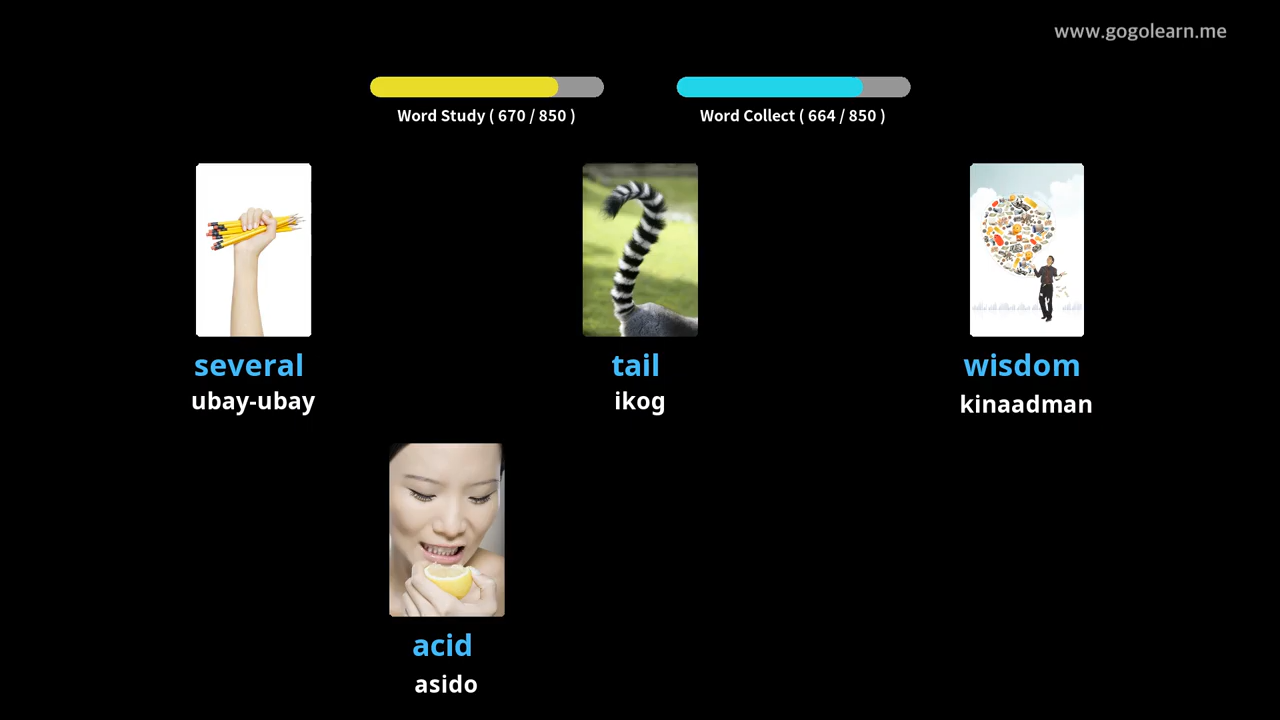 www.gogolearn.me
Word Study ( 670 / 850 )
Word Collect ( 664 / 850 )
several
ubay-ubay
tail
ikog
wisdom
kinaadman
acid
asido